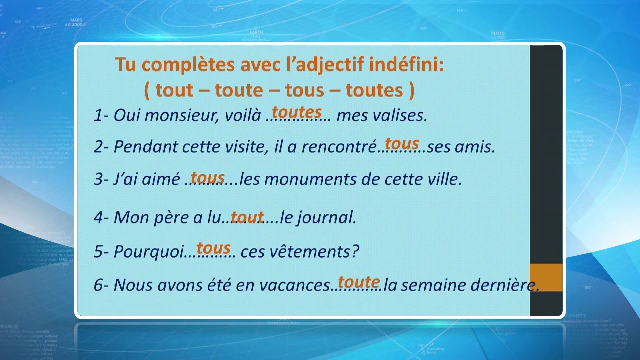 Tu complètes avec l'adjectif indéfini:
( tout – toute – tous – toutes )
1- Oui monsieur, voilà ..toutes.. mes valises.
2- Pendant cette visite, il a rencontré...tous...ses amis.
3- J'ai aimé ...tous...les monuments de cette ville.
4- Mon père a lu...tout...le journal.
5- Pourquoi...tous... ces vêtements?
6- Nous avons été en vacances...toute...la semaine dernière.